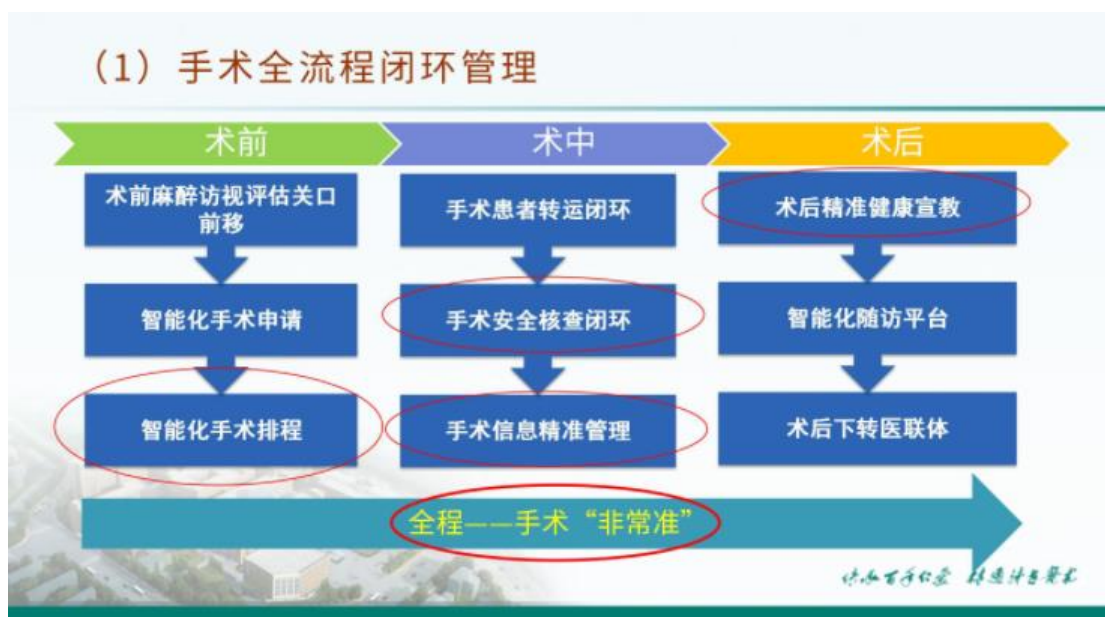 （1）手术全流程闭环管理
术前
术前麻醉访视评估关口
前移
智能化手术申请
智能化手术排程
术中
手术患者转运闭环
手术安全核查闭环
手术信息精准管理
术后
术后精准健康宣教
智能化随访平台
术后下转医联体
全程——手术“非常准”